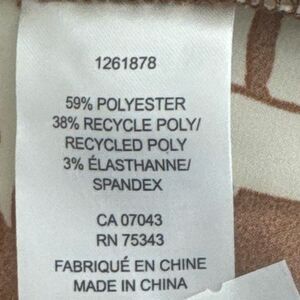 1261878
59% POLYESTER
38% RECYCLE POLY/
RECYCLED POLY
3% ÉLASTHANNE/
SPANDEX
CA 07043
RN 75343
FABRIQUÉ EN CHINE
MADE IN CHINA